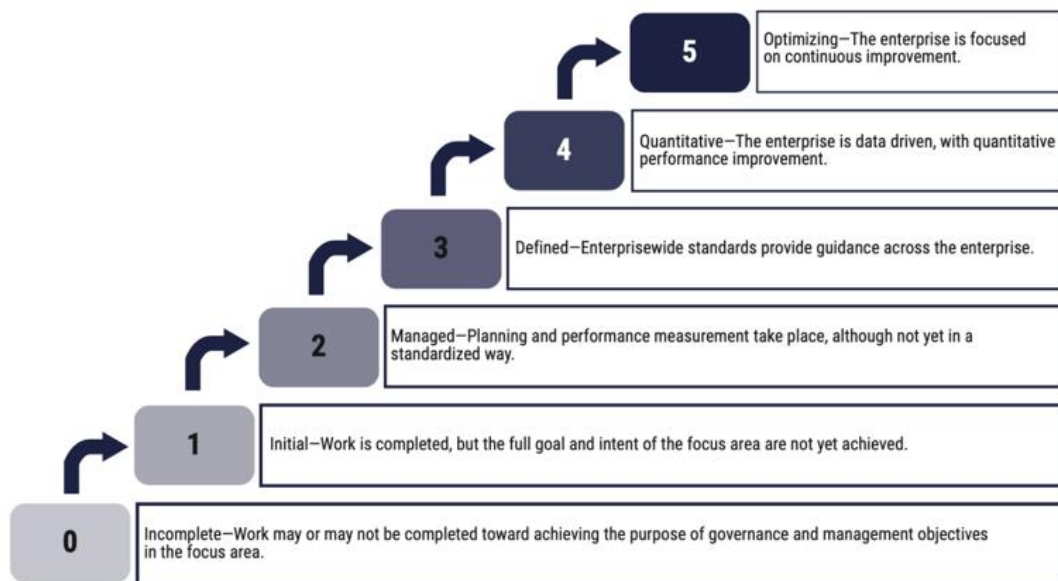 5
Optimizing—The enterprise is focused
on continuous improvement.
4
Quantitative—The enterprise is data driven, with quantitative
performance improvement.
3
Defined—Enterprisewide standards provide guidance across the enterprise.
2
Managed—Planning and performance measurement take place, although not yet in a
standardized way.
1
Initial—Work is completed, but the full goal and intent of the focus area are not yet achieved.
0
Incomplete—Work may or may not be completed toward achieving the purpose of governance and management objectives
in the focus area.